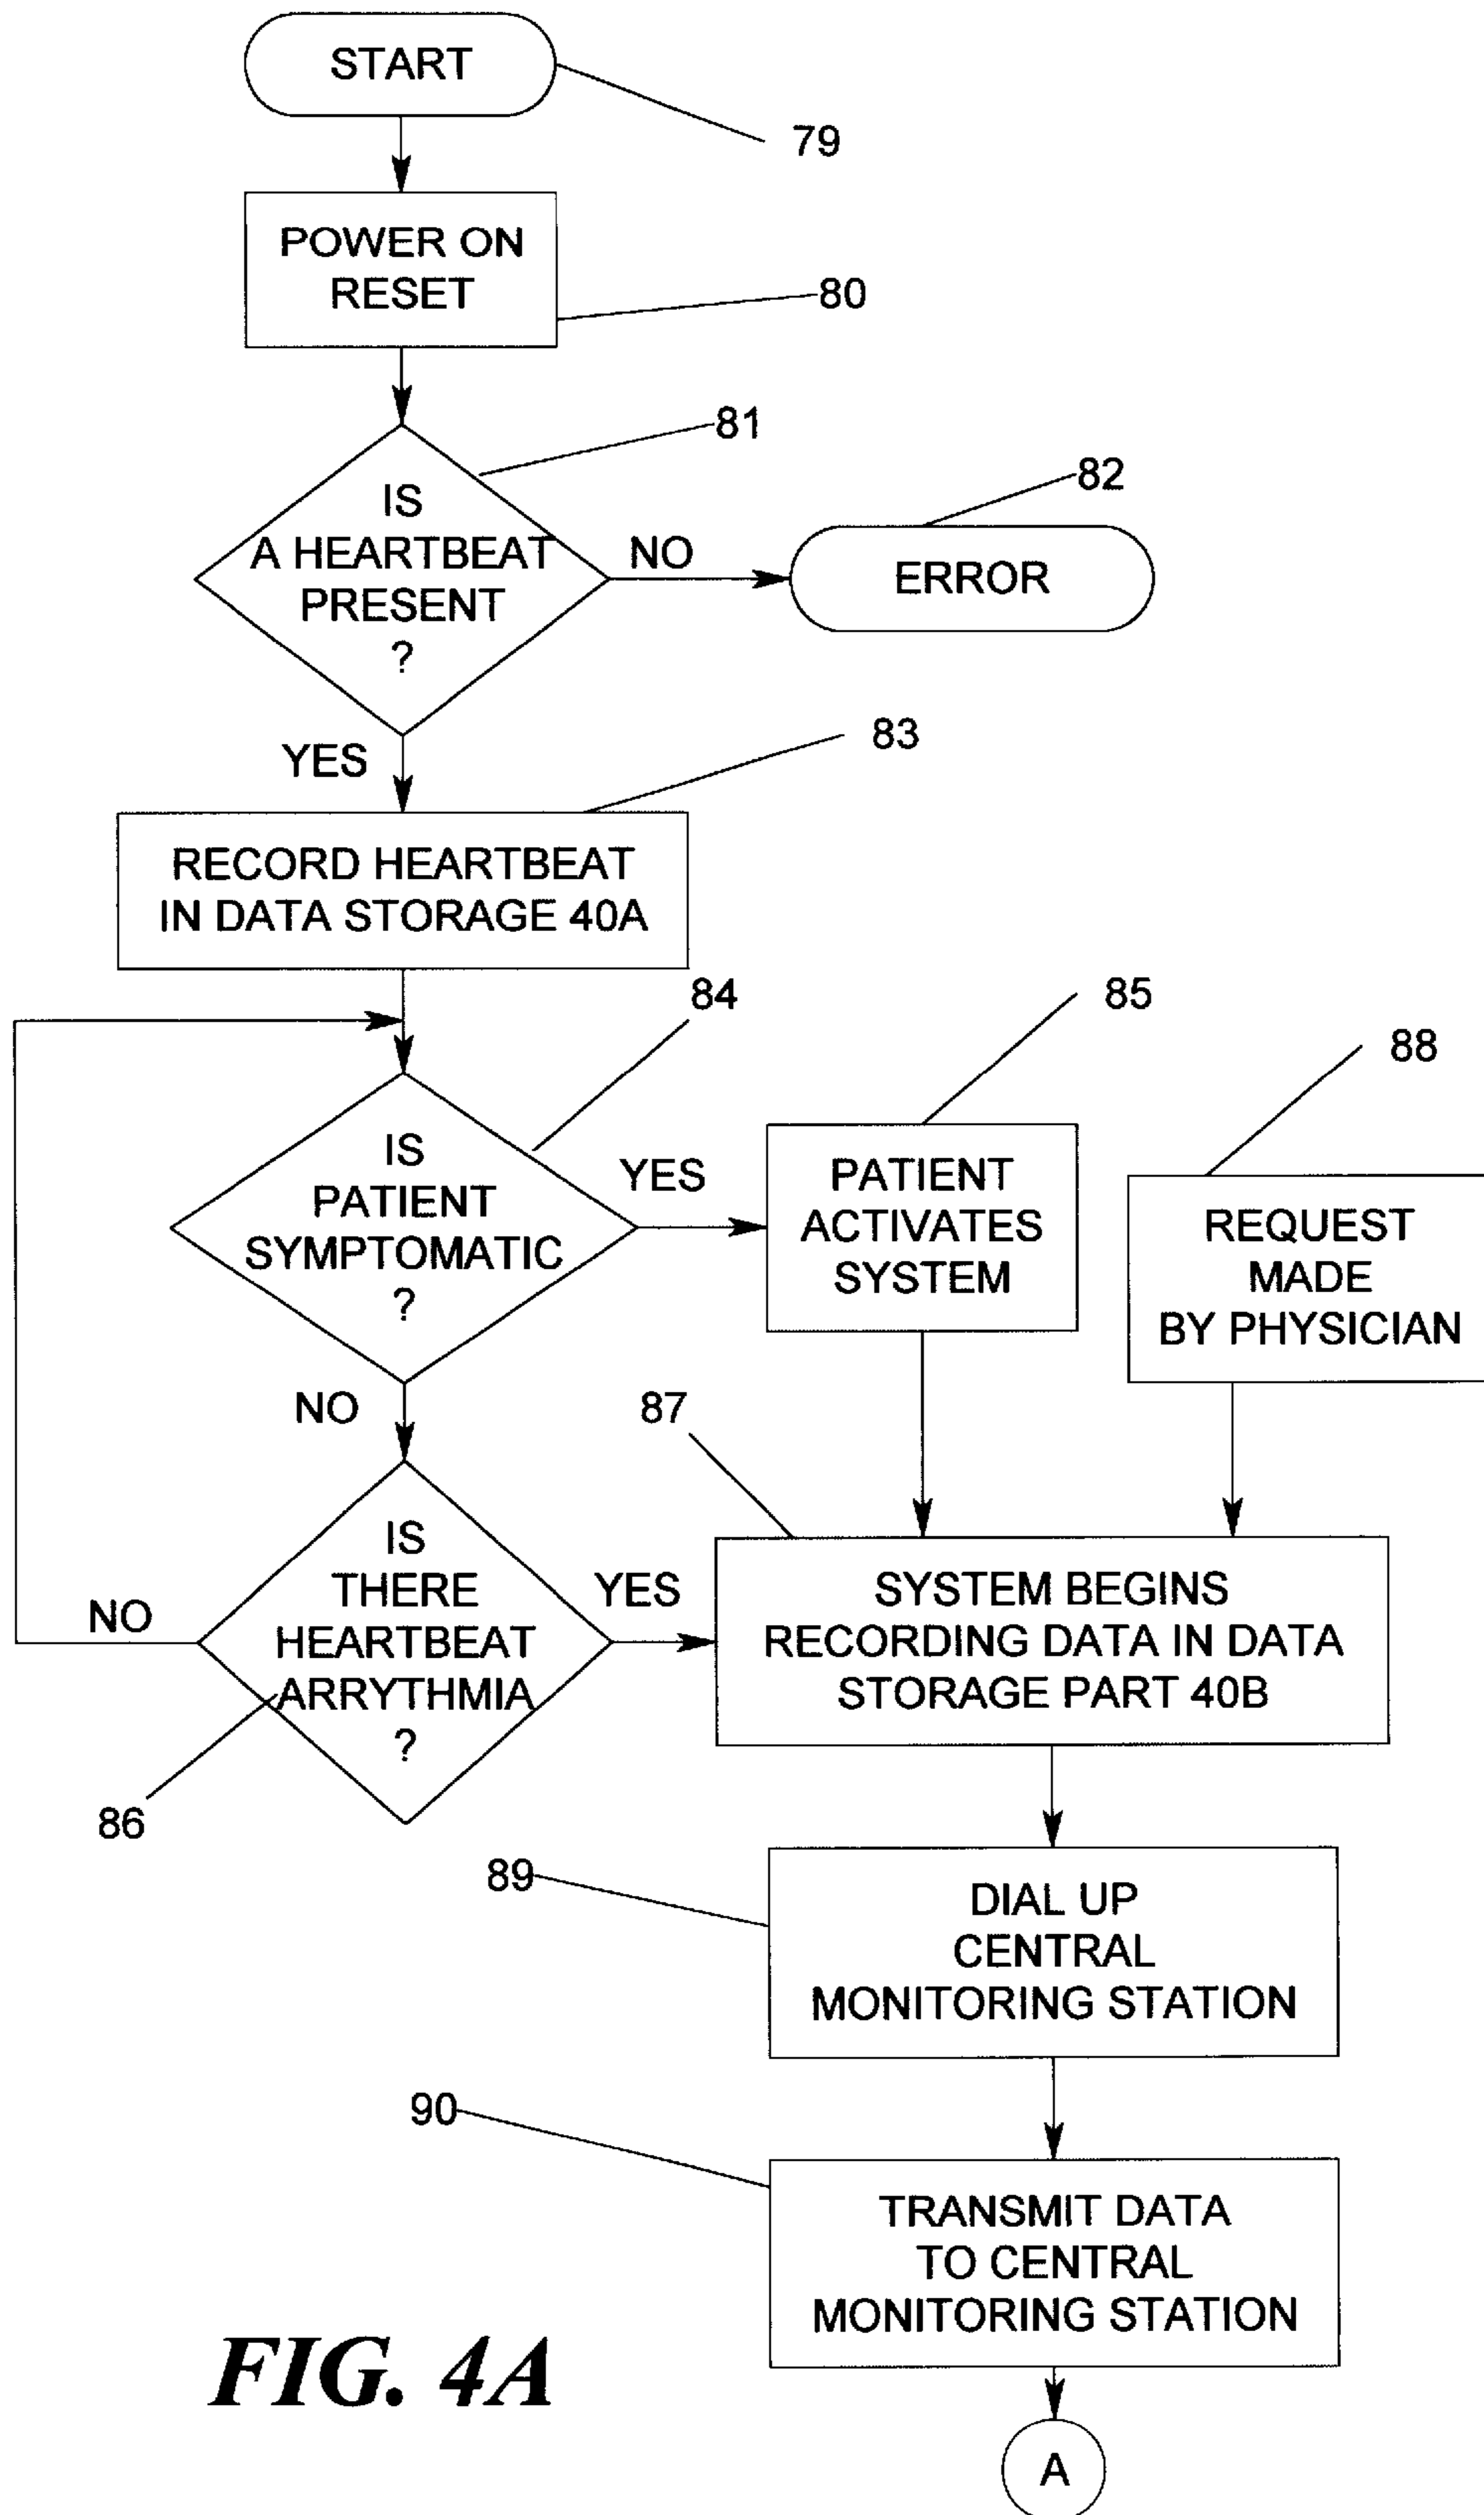 START
79
POWER ON
RESET
80
81
IS
A HEARTBEAT
PRESENT
?
NO
82
ERROR
YES
83
RECORD HEARTBEAT
IN DATA STORAGE 40A
84
IS
PATIENT
SYMPTOMATIC
?
YES
85
PATIENT
ACTIVATES
SYSTEM
88
REQUEST
MADE
BY PHYSICIAN
NO
87
IS
THERE
HEARTBEAT
ARRYTHMIA
?
NO
YES
86
SYSTEM BEGINS
RECORDING DATA IN DATA
STORAGE PART 40B
89
DIAL UP
CENTRAL
MONITORING STATION
90
TRANSMIT DATA
TO CENTRAL
MONITORING STATION
A
FIG. 4A